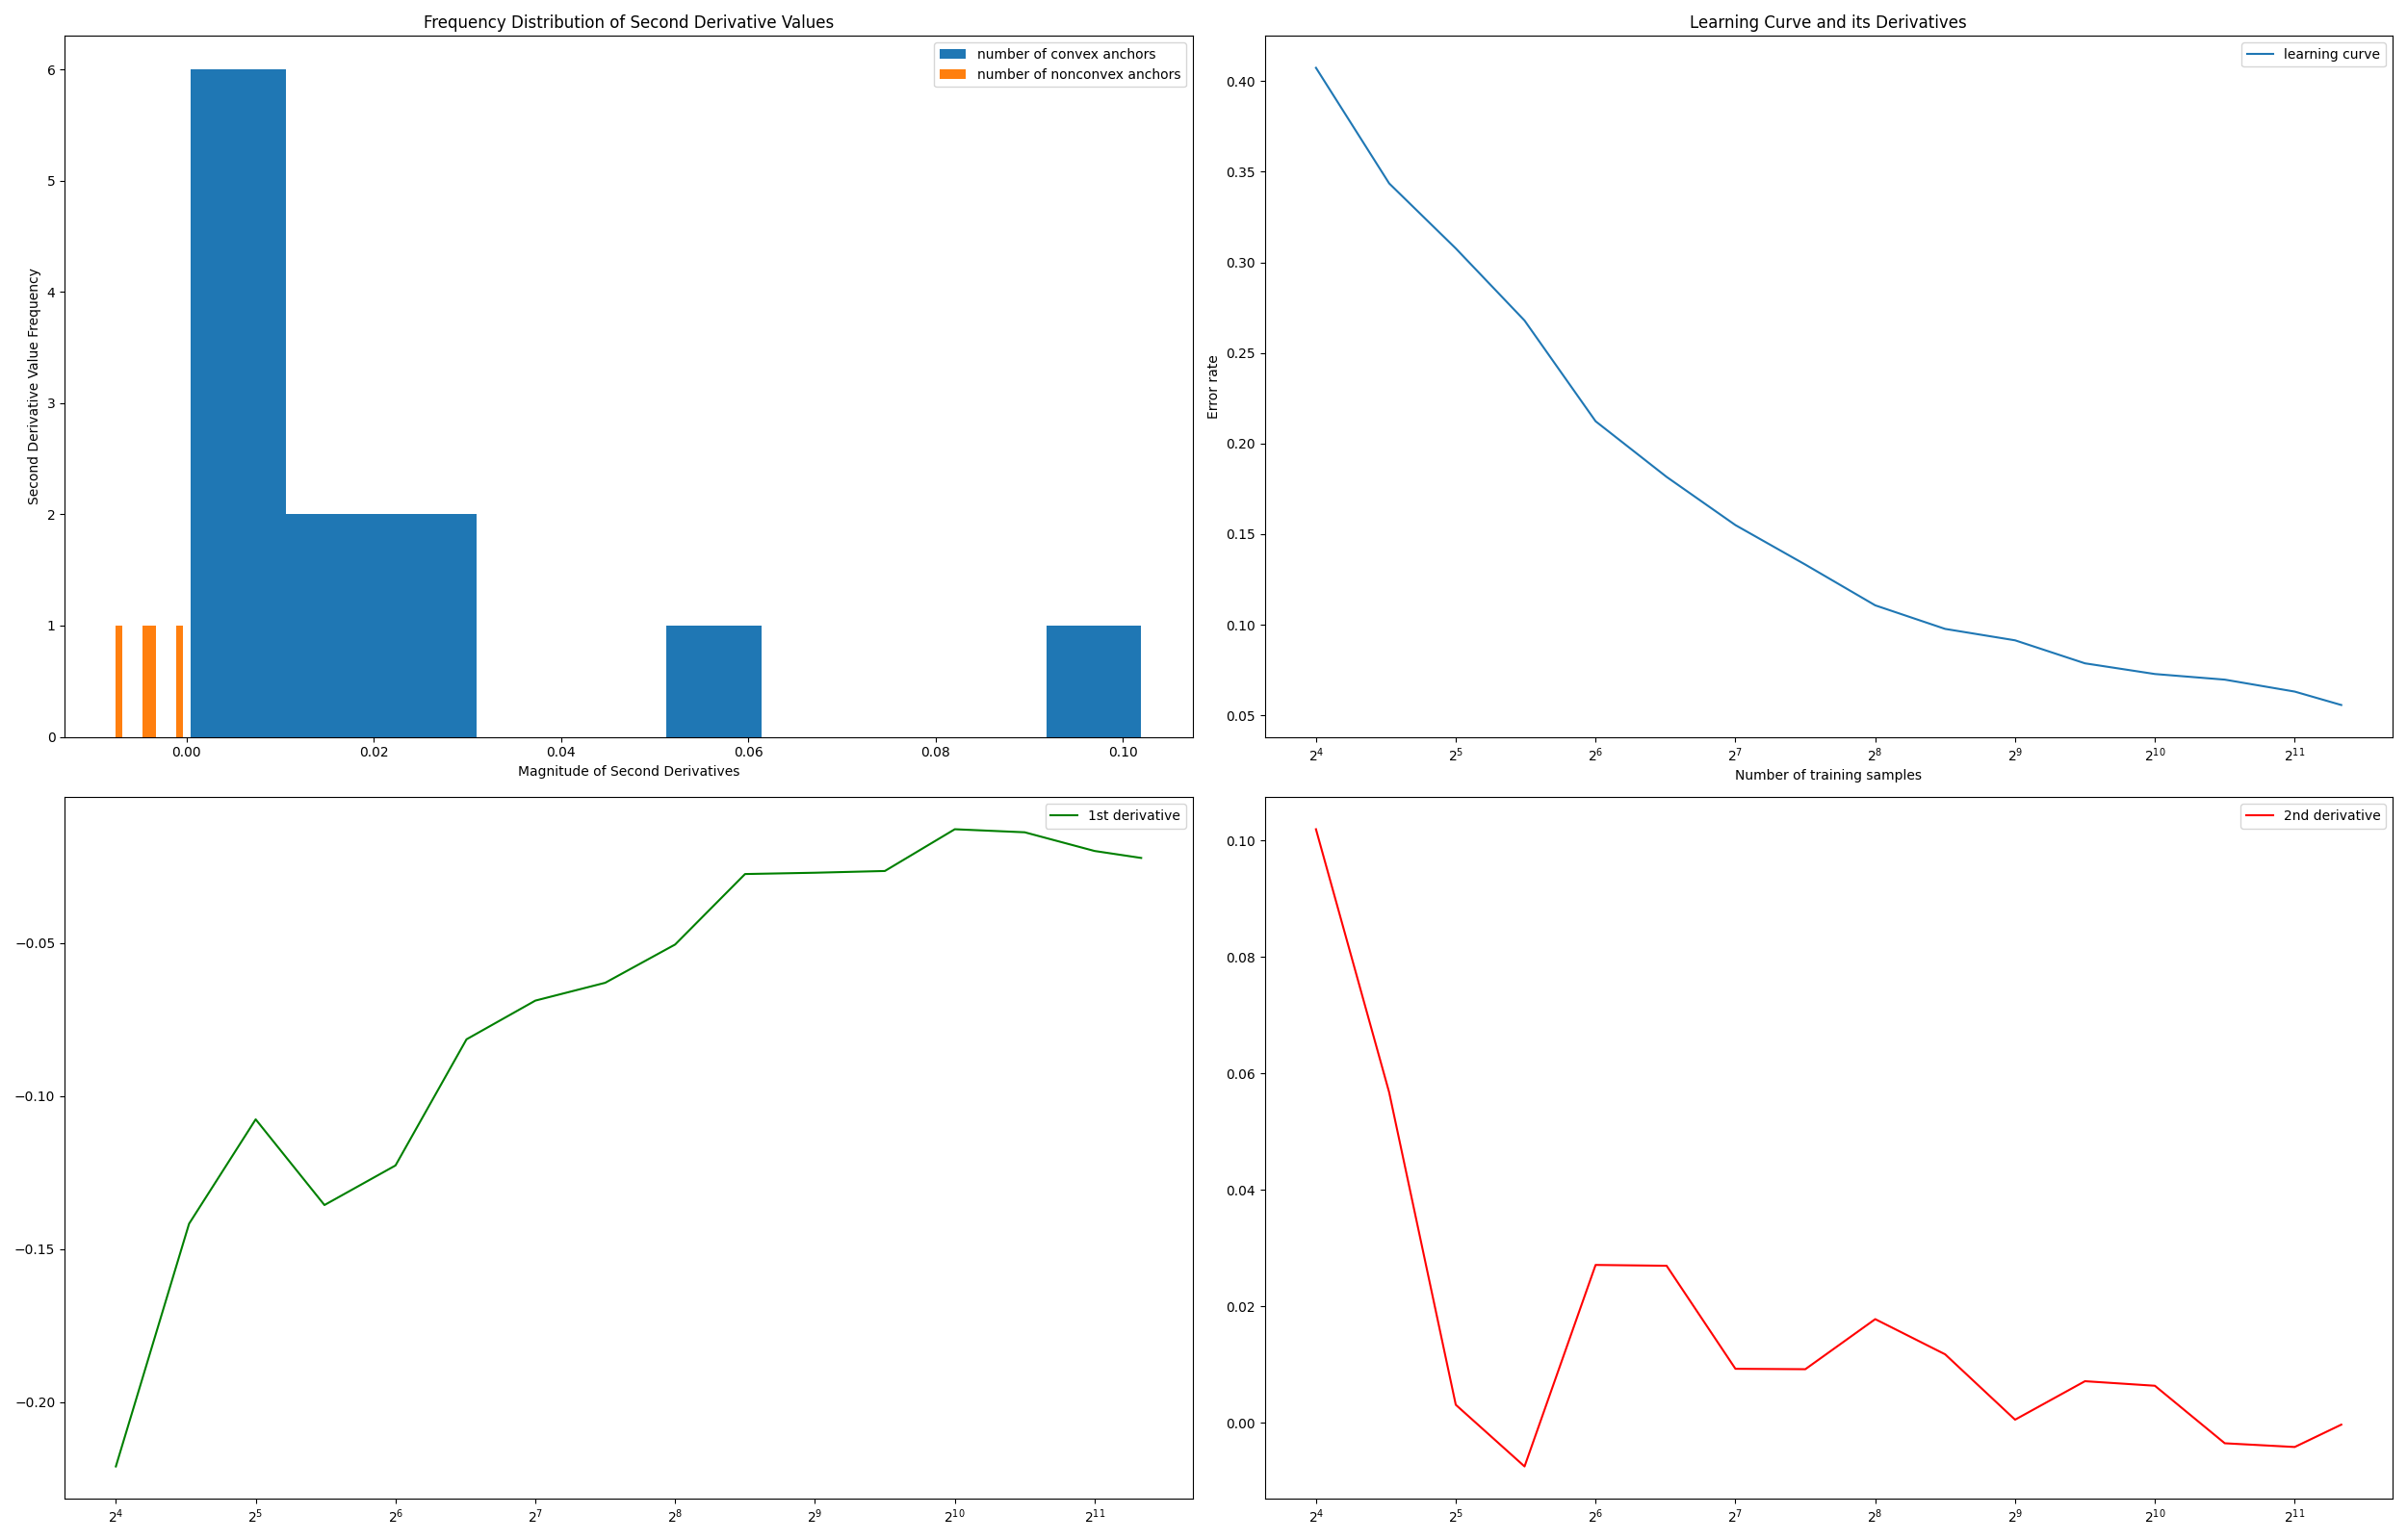 Frequency Distribution of Second Derivative Values
number of convex anchors
number of nonconvex anchors
Second Derivative Value Frequency
6
5
4
3
2
1
0
0.00 0.02 0.04 0.06 0.08 0.10
Magnitude of Second Derivatives
Learning Curve and its Derivatives
learning curve
Error rate
0.40
0.35
0.30
0.25
0.20
0.15
0.10
0.05
2⁴ 2⁵ 2⁶ 2⁷ 2⁸ 2⁹ 2¹⁰ 2¹¹
Number of training samples
1st derivative
−0.05
−0.10
−0.15
−0.20
2⁴ 2⁵ 2⁶ 2⁷ 2⁸ 2⁹ 2¹⁰ 2¹¹
2nd derivative
0.10
0.08
0.06
0.04
0.02
0.00
2⁴ 2⁵ 2⁶ 2⁷ 2⁸ 2⁹ 2¹⁰ 2¹¹